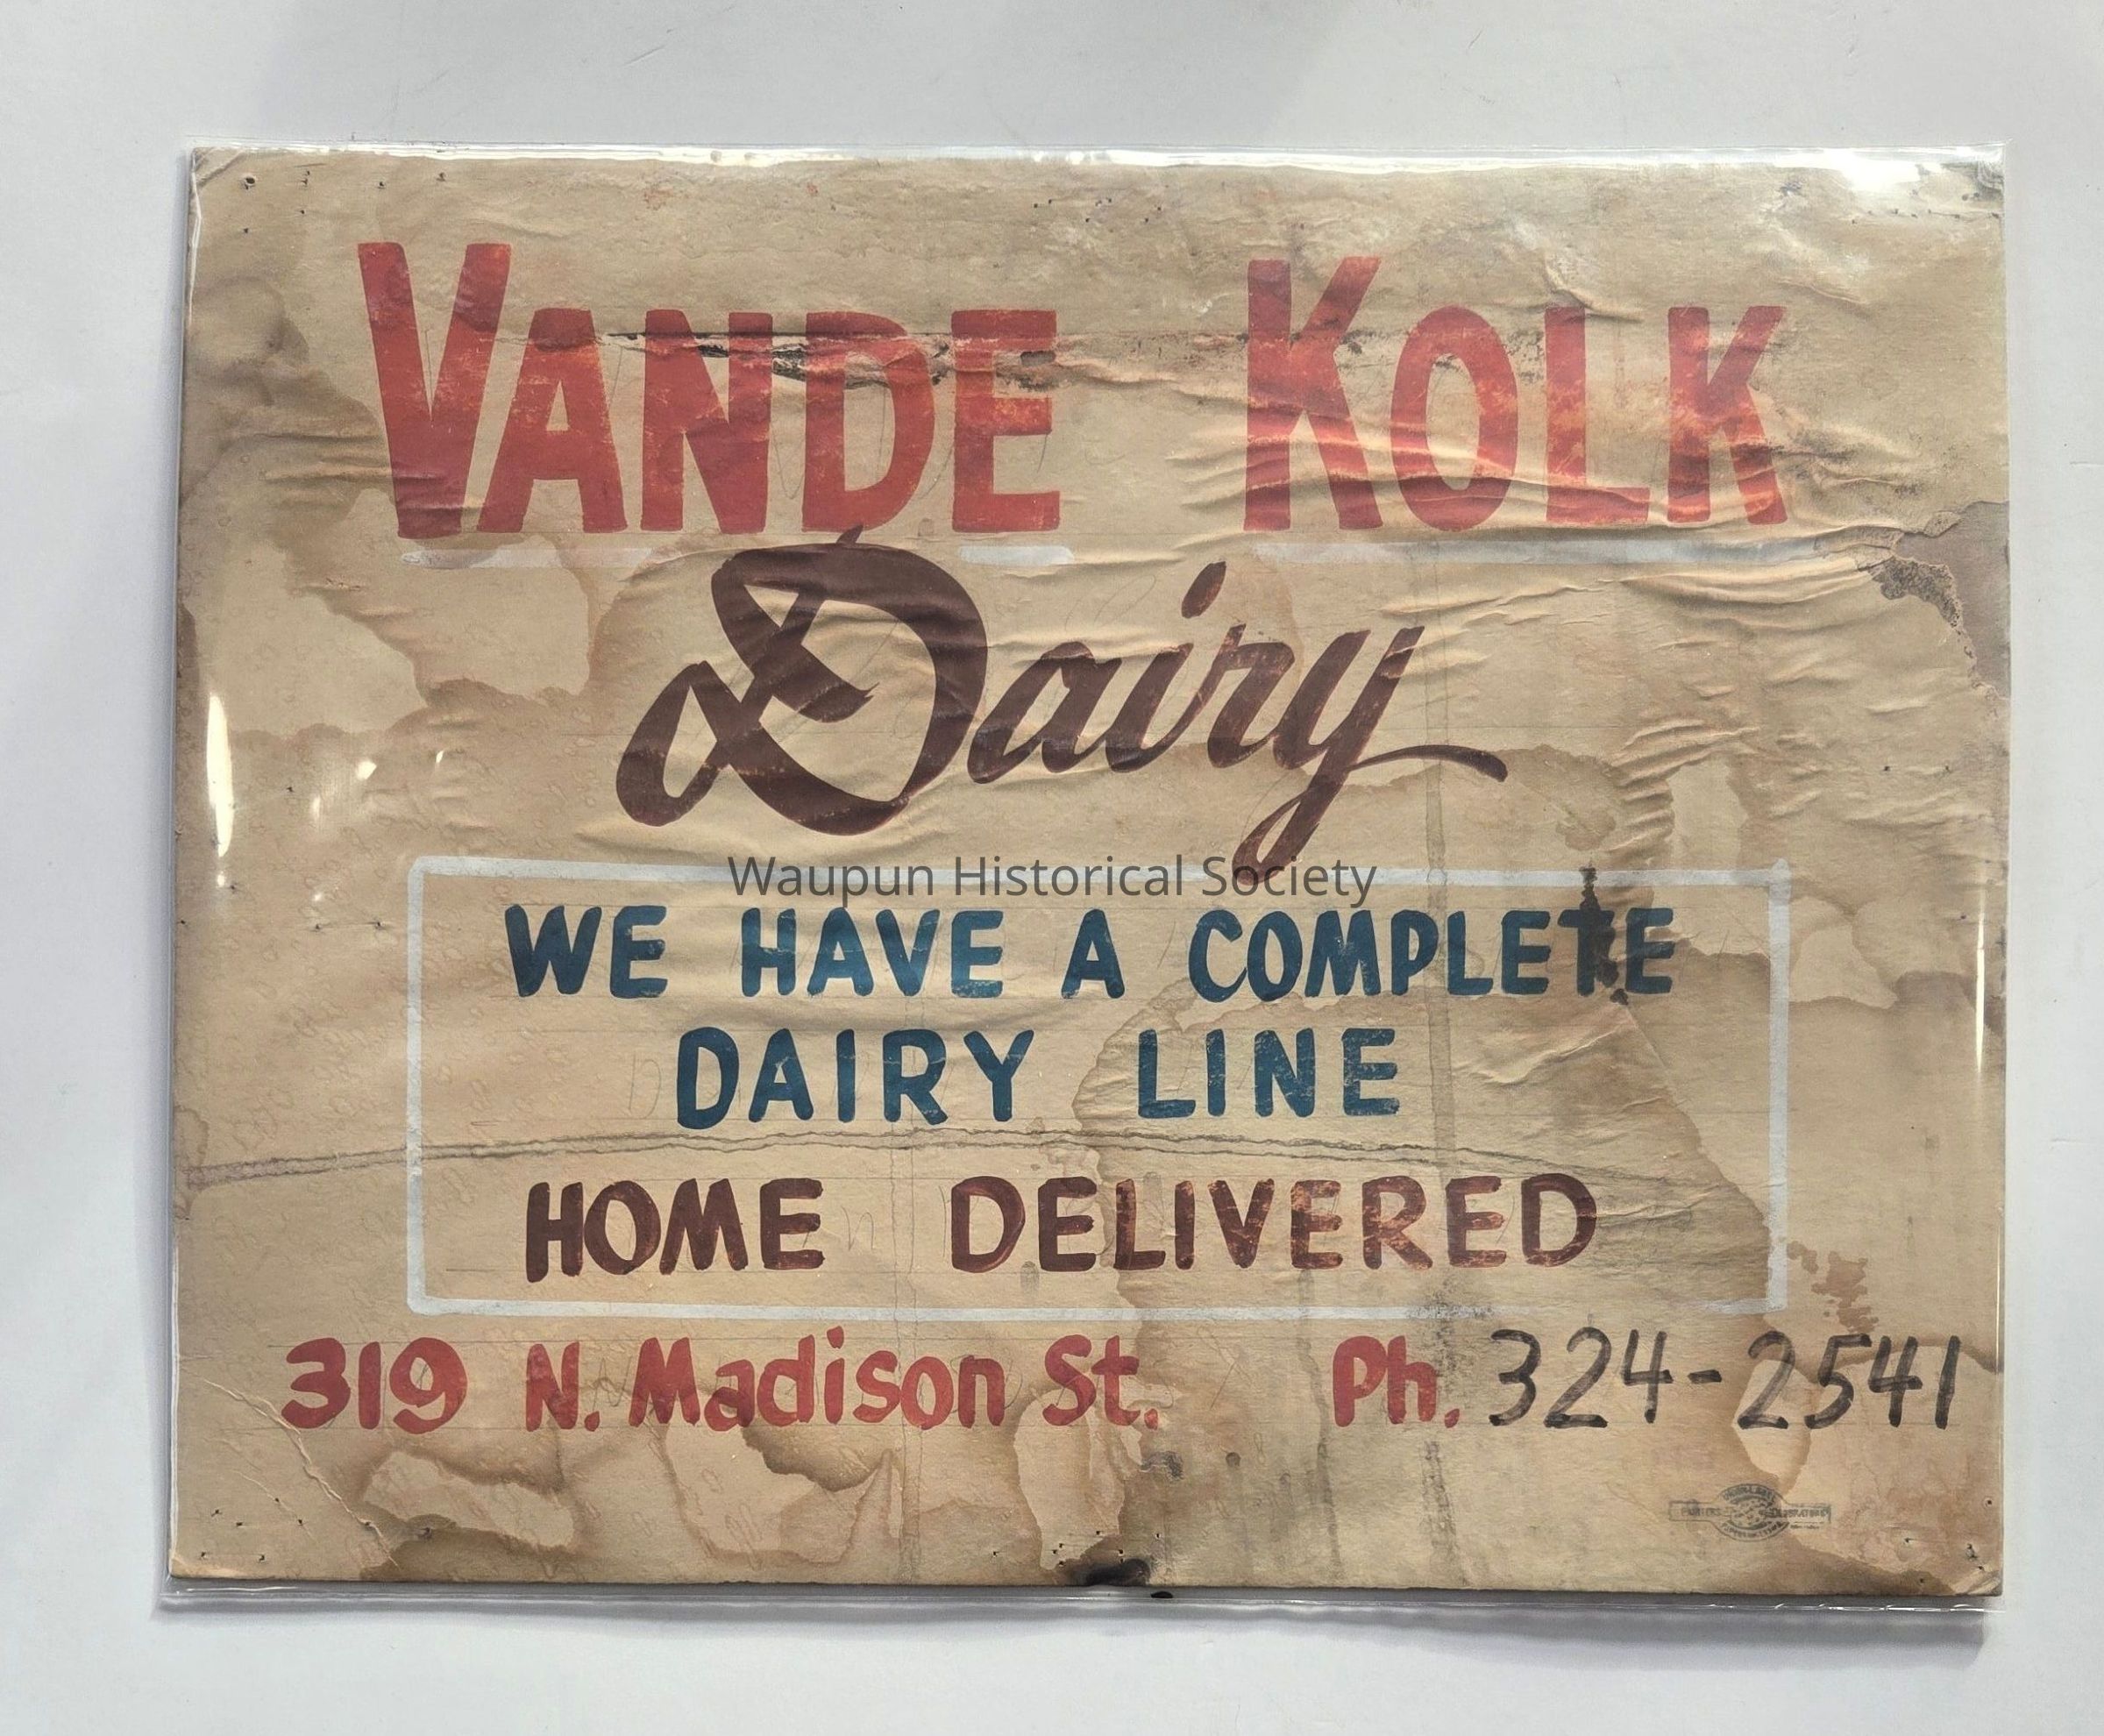 VANDE KOLK
Dairy
Waupun Historical Society
WE HAVE A COMPLETE
DAIRY LINE
HOME DELIVERED
319 N. Madison St. Ph. 324-2541